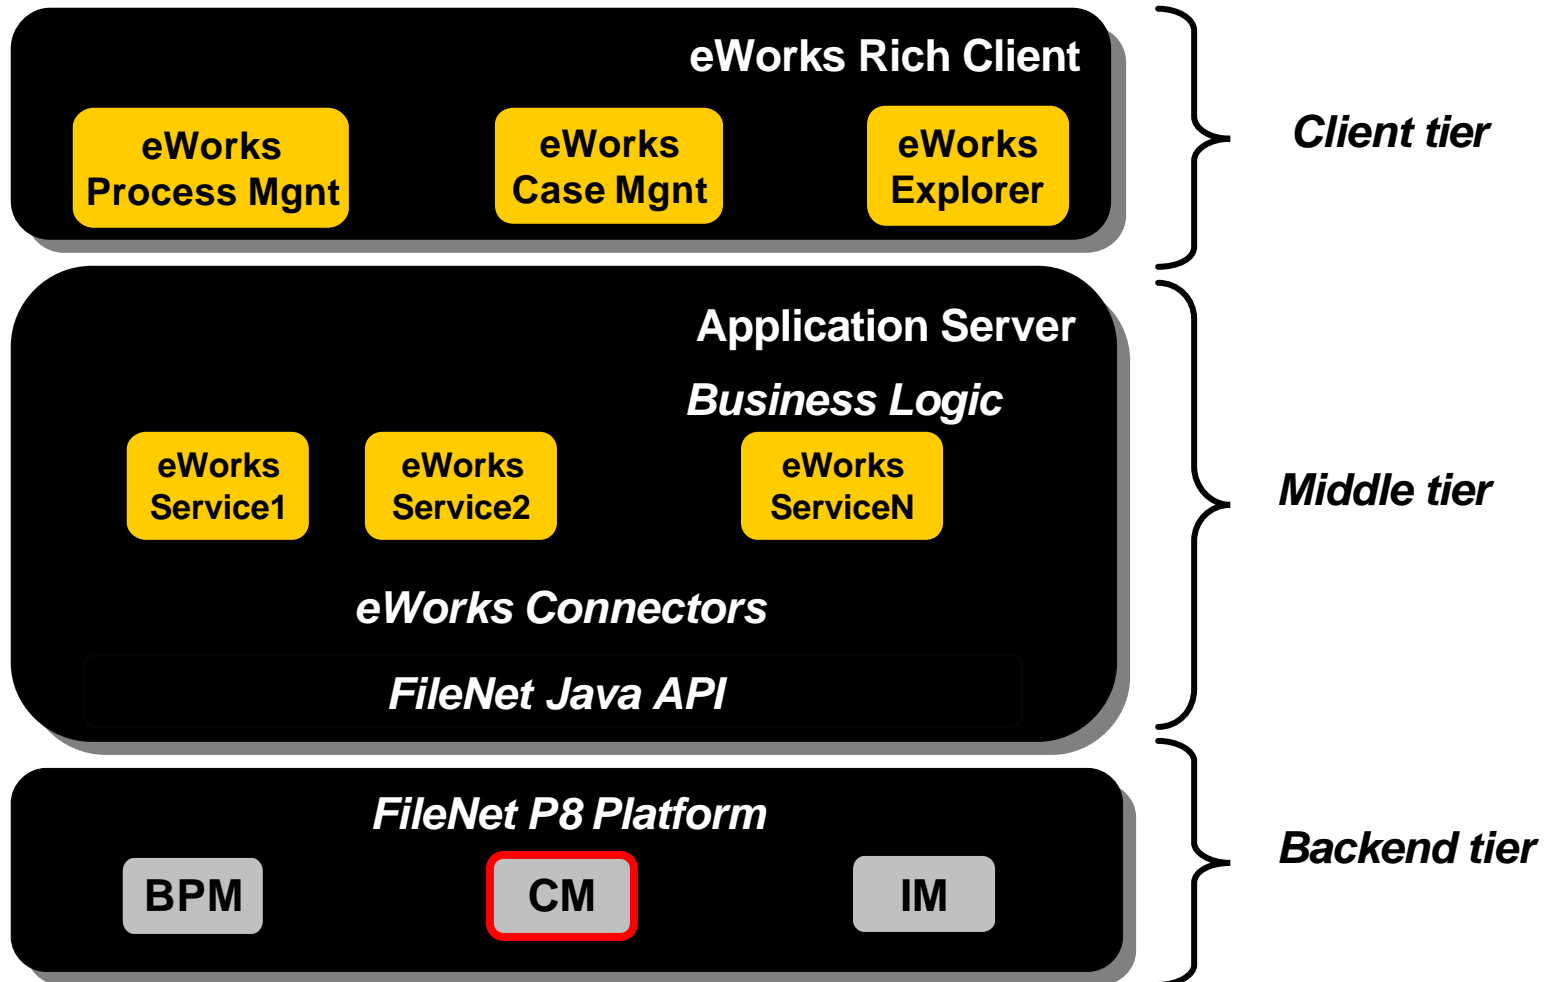 eWorks Rich Client
eWorks
Process Mgnt
eWorks
Case Mgnt
eWorks
Explorer
Client tier
Application Server
Business Logic
eWorks
Service1
eWorks
Service2
eWorks
ServiceN
eWorks Connectors
FileNet Java API
Middle tier
FileNet P8 Platform
BPM
CM
IM
Backend tier